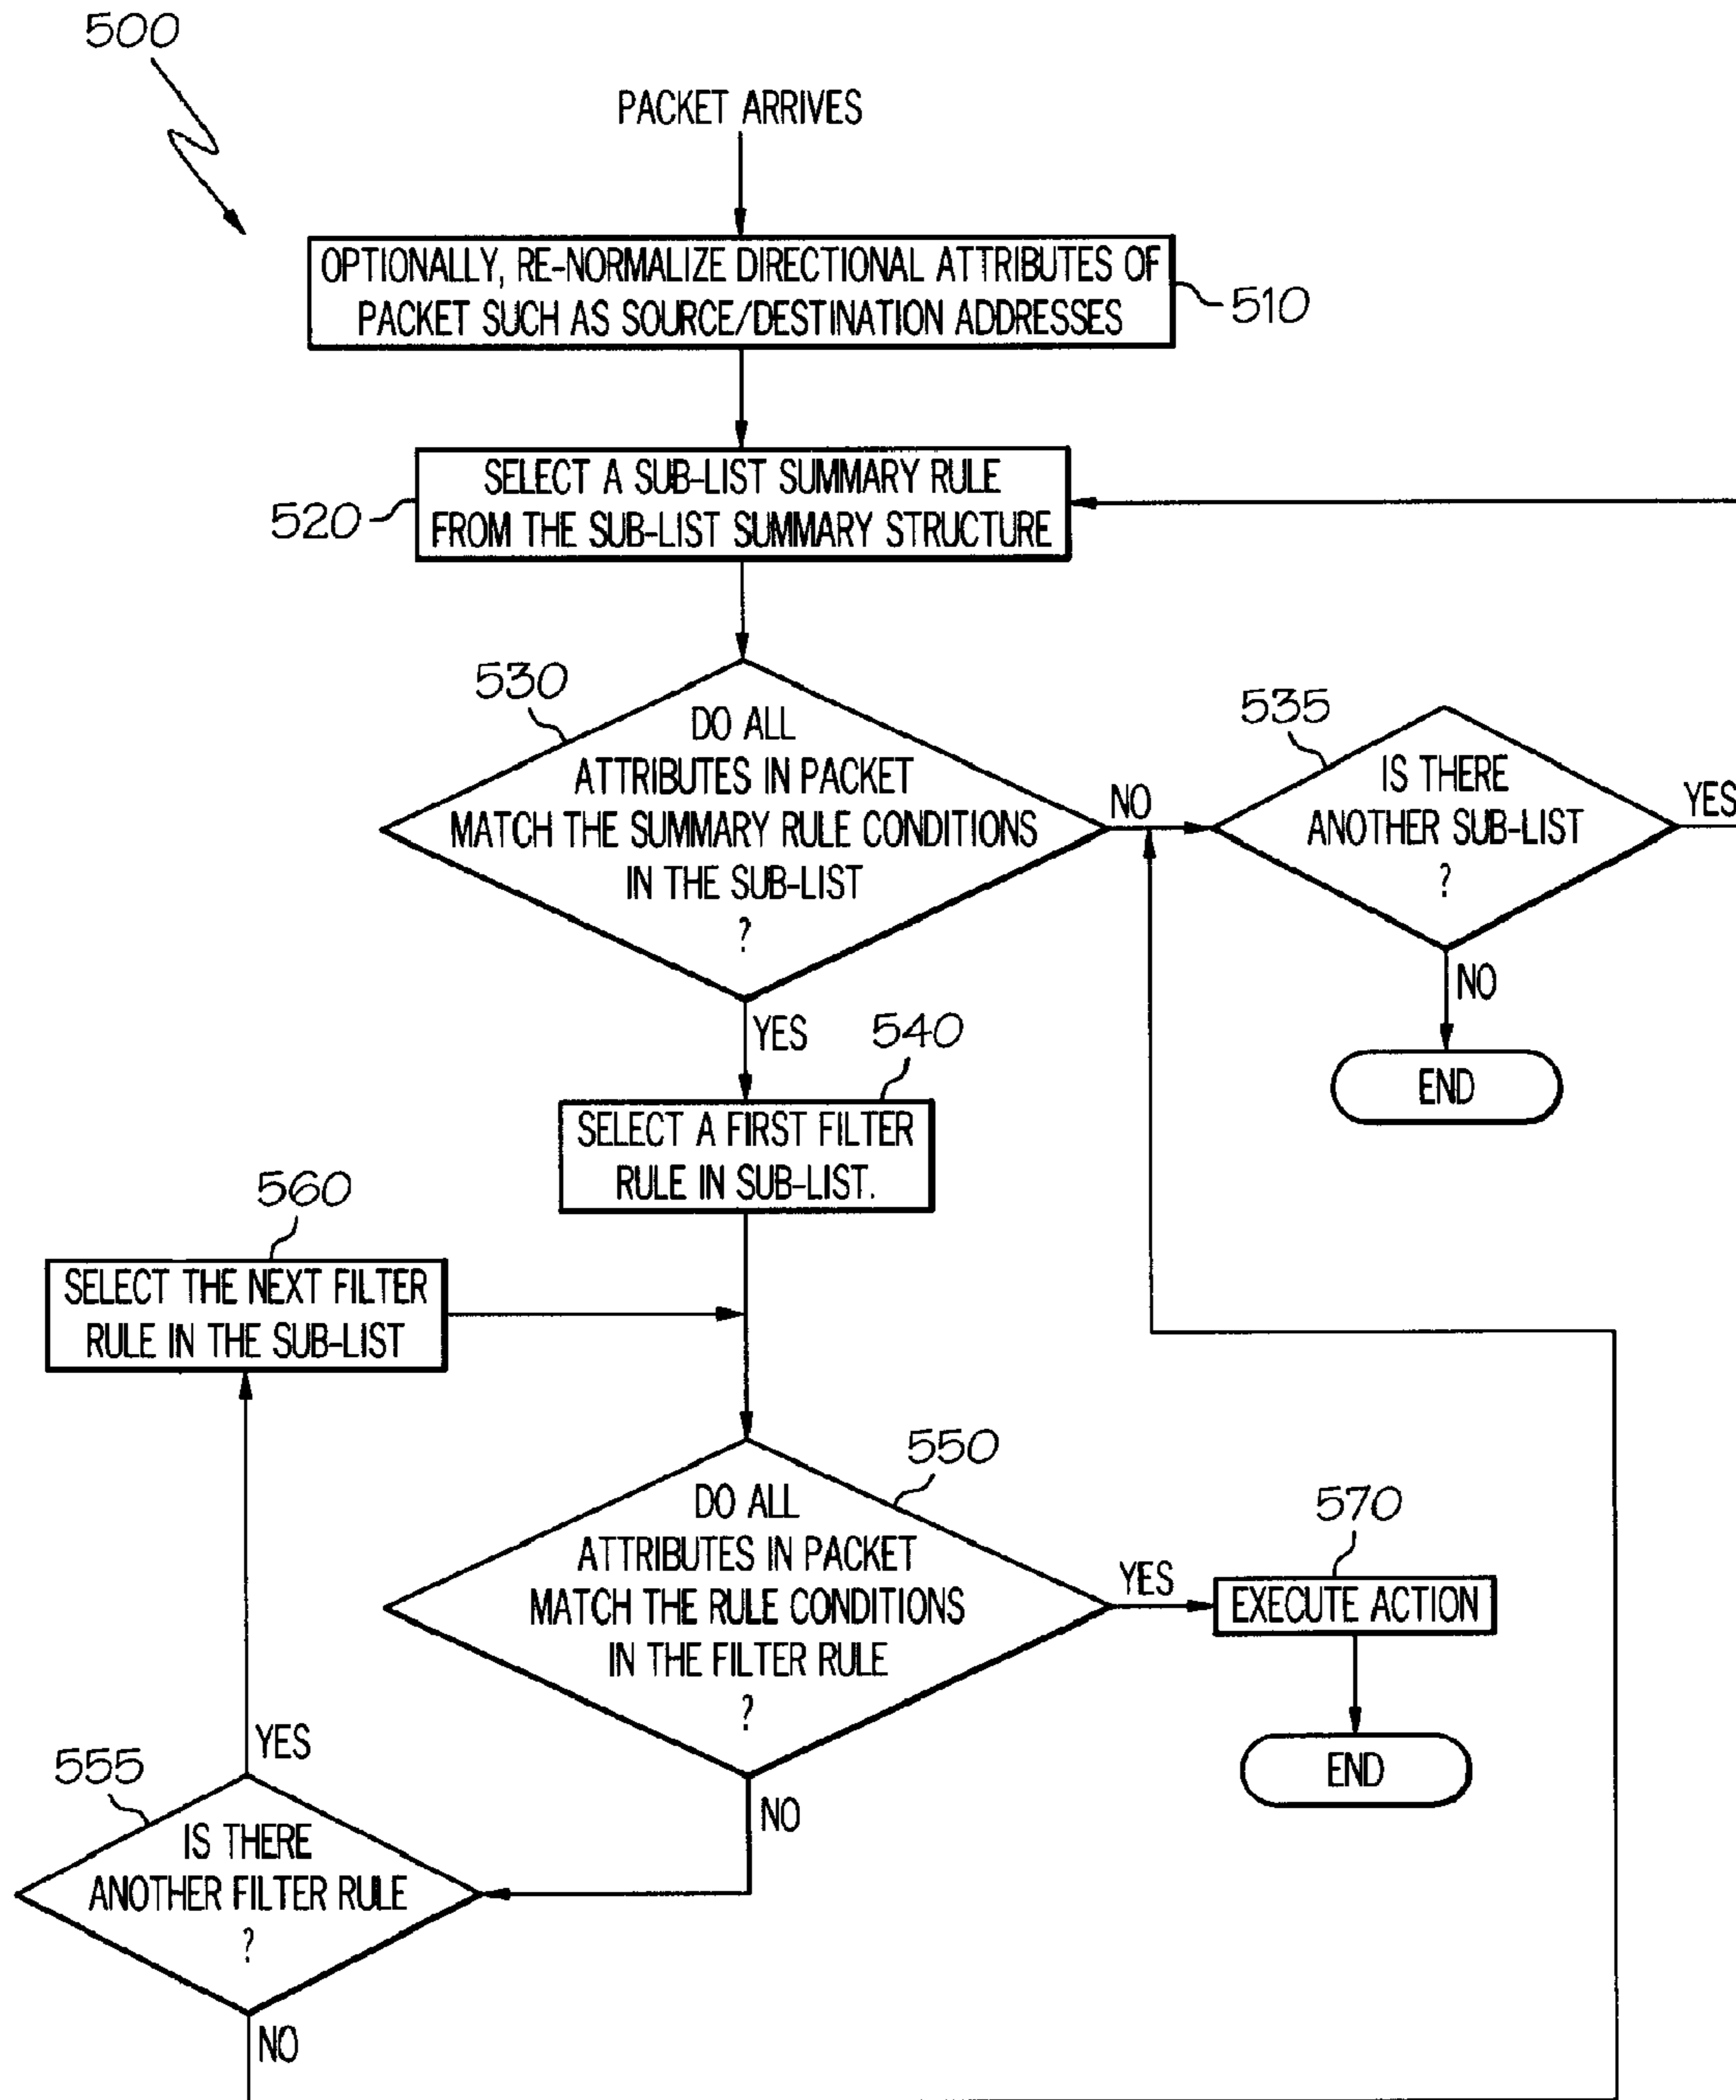 500
PACKET ARRIVES
OPTIONALLY, RE-NORMALIZE DIRECTIONAL ATTRIBUTES OF
PACKET SUCH AS SOURCE/DESTINATION ADDRESSES
510
SELECT A SUB-LIST SUMMARY RULE
FROM THE SUB-LIST SUMMARY STRUCTURE
520
530
DO ALL
ATTRIBUTES IN PACKET
MATCH THE SUMMARY RULE CONDITIONS
IN THE SUB-LIST
?
NO
535
IS THERE
ANOTHER SUB-LIST
?
YES
NO
END
YES
540
SELECT A FIRST FILTER
RULE IN SUB-LIST.
560
SELECT THE NEXT FILTER
RULE IN THE SUB-LIST
550
DO ALL
ATTRIBUTES IN PACKET
MATCH THE RULE CONDITIONS
IN THE FILTER RULE
?
YES
570
EXECUTE ACTION
END
NO
555
YES
IS THERE
ANOTHER FILTER RULE
?
NO